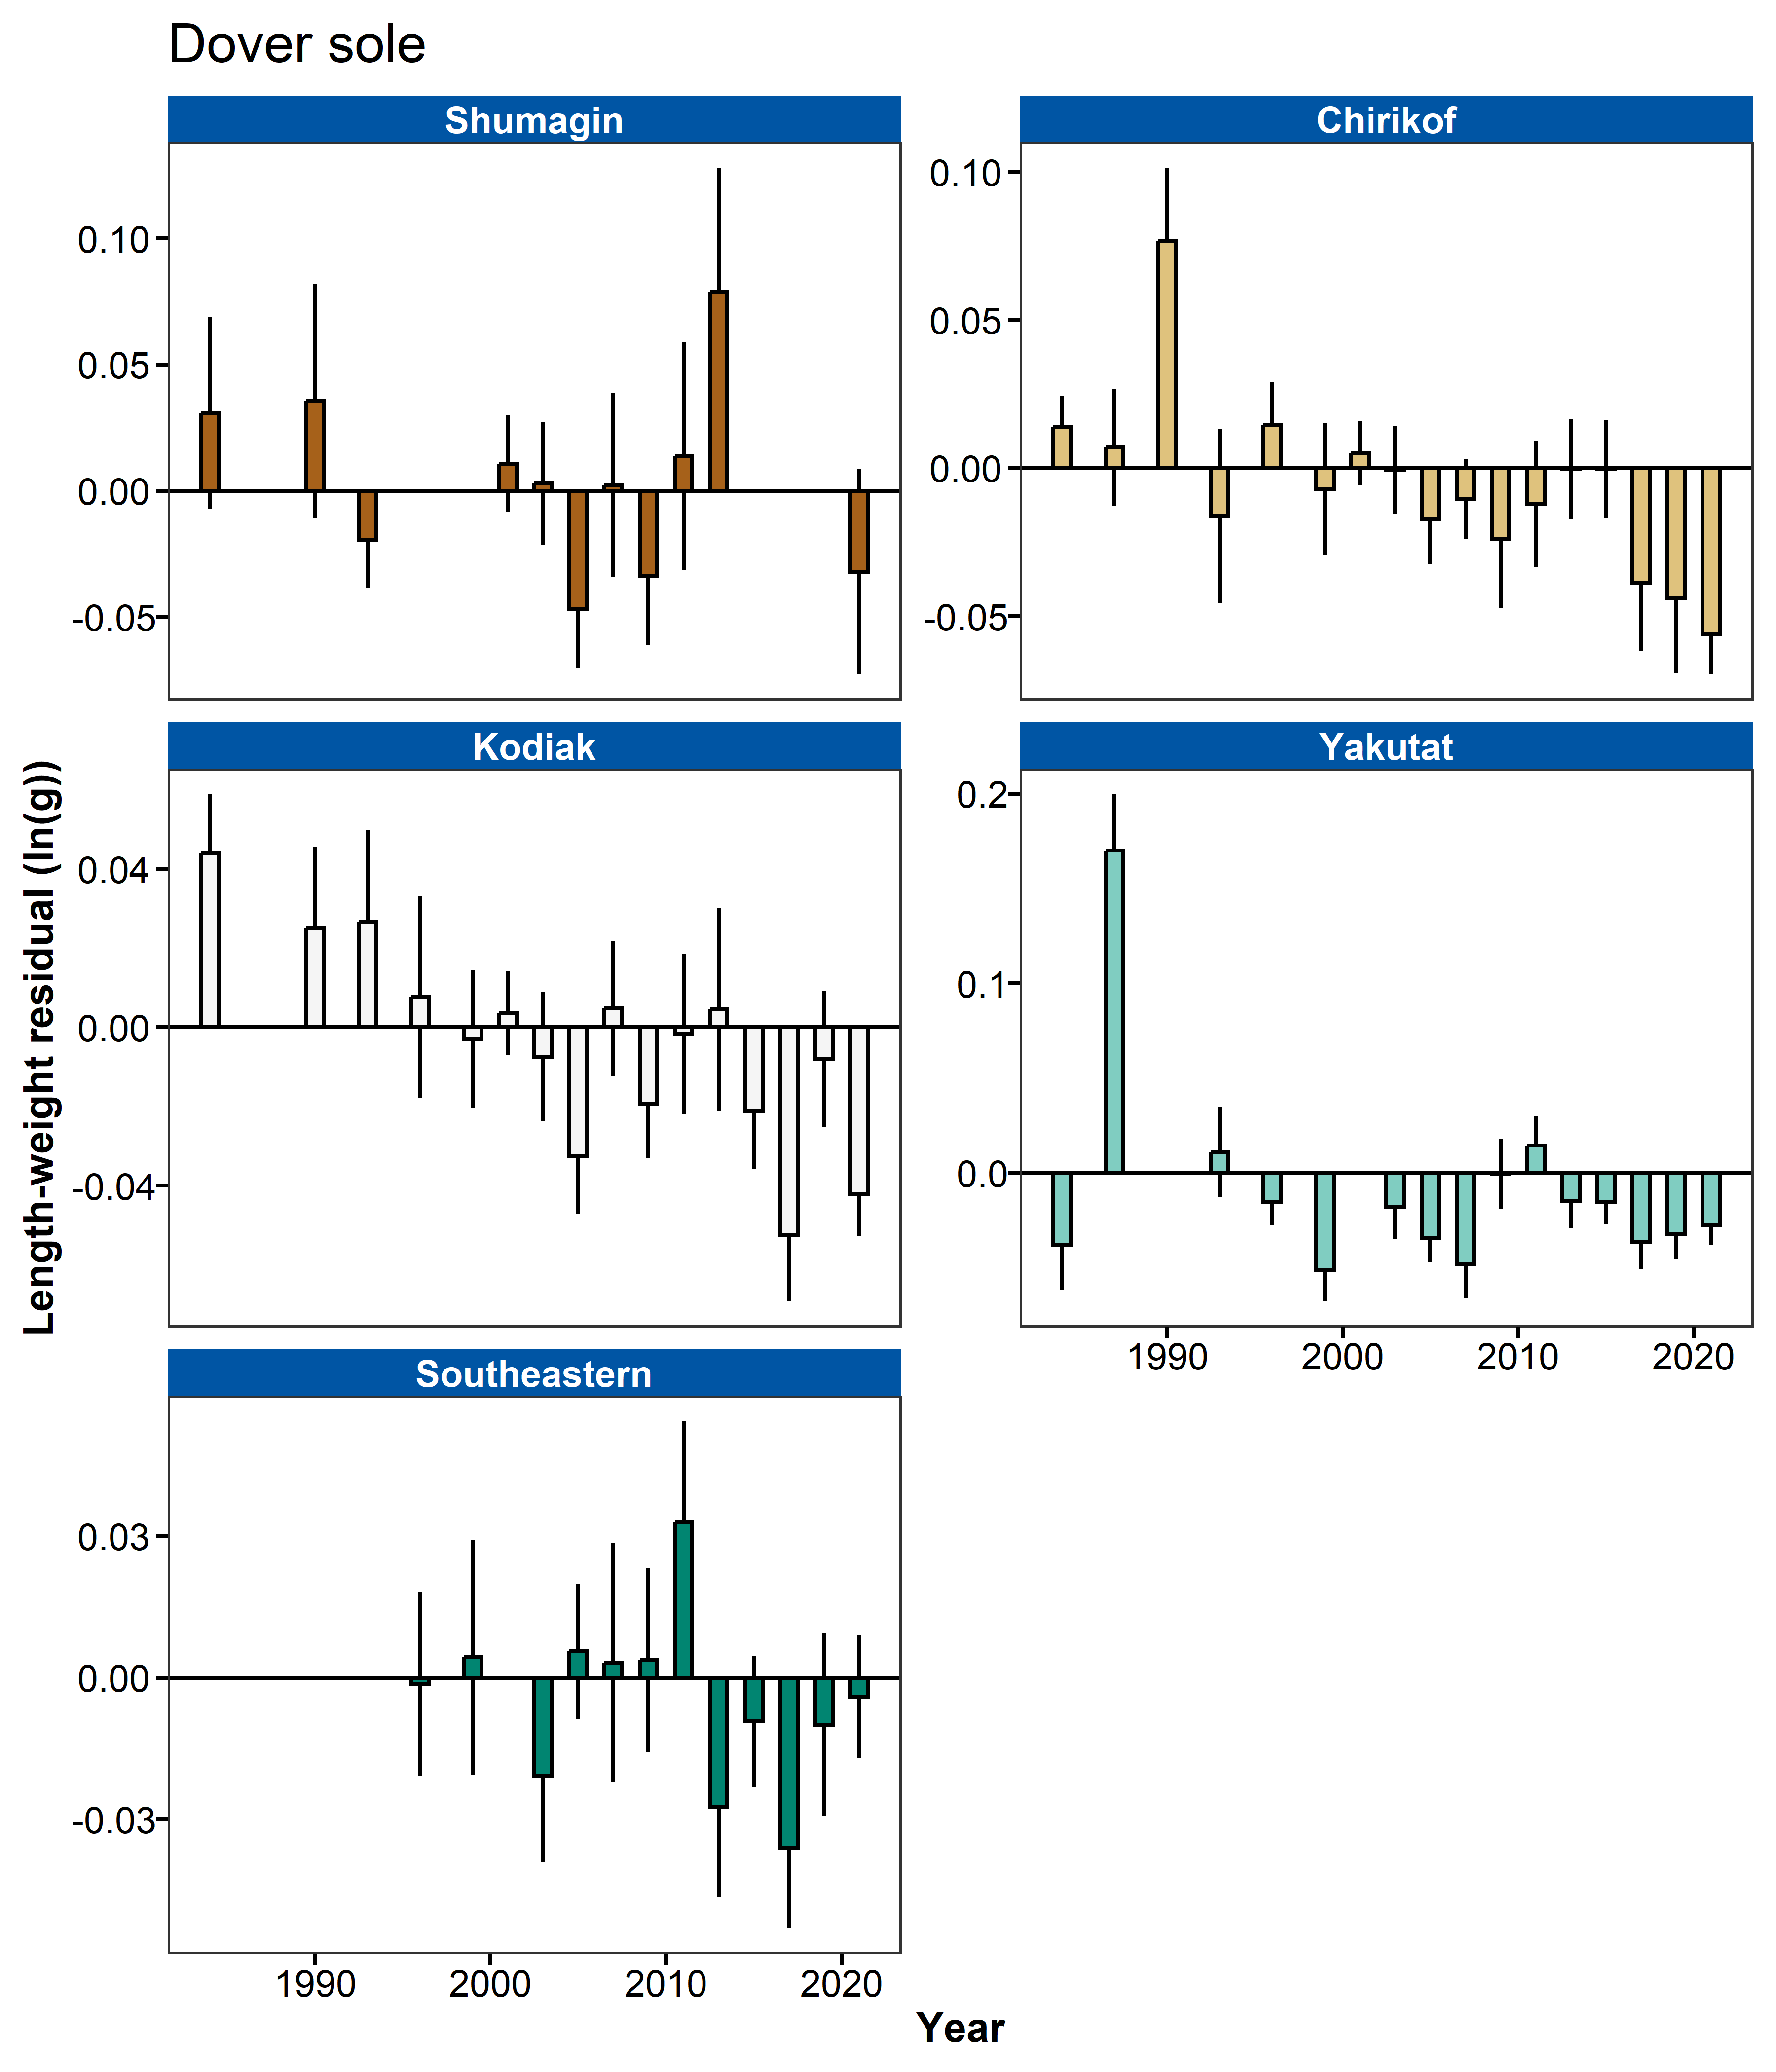 Dover sole
Shumagin
0.10
0.05
0.00
-0.05
Chirikof
0.10
0.05
0.00
-0.05
Length-weight residual (ln(g))
Kodiak
0.04
0.00
-0.04
Yakutat
0.2
0.1
0.0
1990 2000 2010 2020
Southeastern
0.03
0.00
-0.03
1990 2000 2010 2020
Year